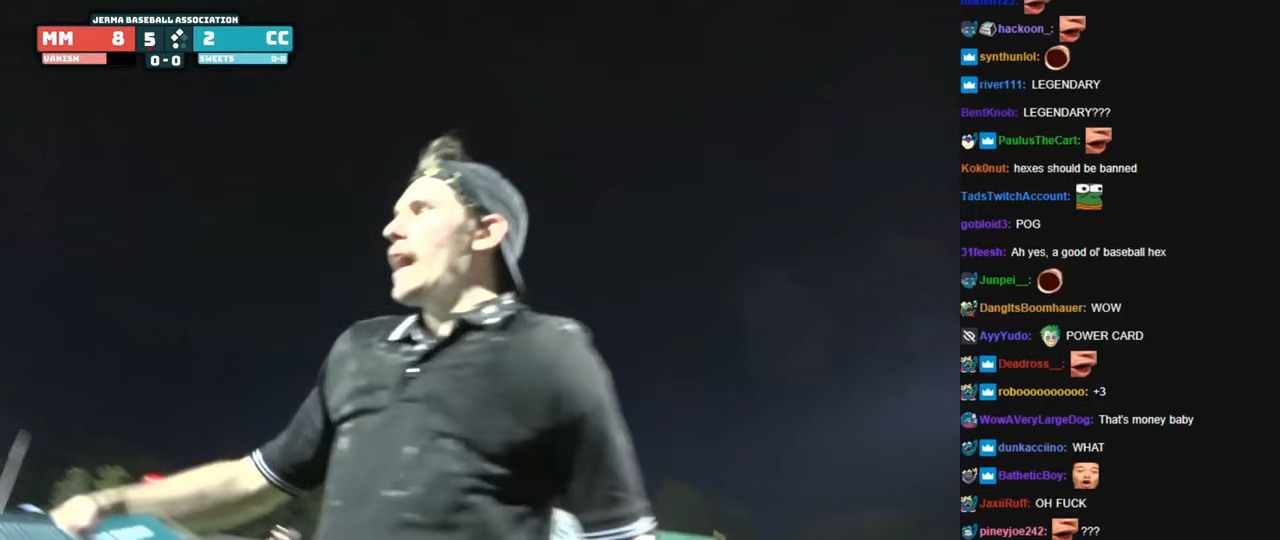 JERMA BASEBALL ASSOCIATION
MM 8 5 2 CC
VANISH 0-0 SWEETS 0-0
hackoon_:
synthunlol:
river111: LEGENDARY
BentKnob: LEGENDARY???
PaulusTheCart:
Kok0nut: hexes should be banned
TadsTwitchAccount:
gobloid3: POG
31feesh: Ah yes, a good ol' baseball hex
Junpei__:
DangItsBoomhauer: WOW
AyyYudo: POWER CARD
Deadross__:
roboooooooooo: +3
WowAVeryLargeDog: That's money baby
dunkacciino: WHAT
BatheticBoy:
JaxiiRuff: OH FUCK
pineyjoe242: ???